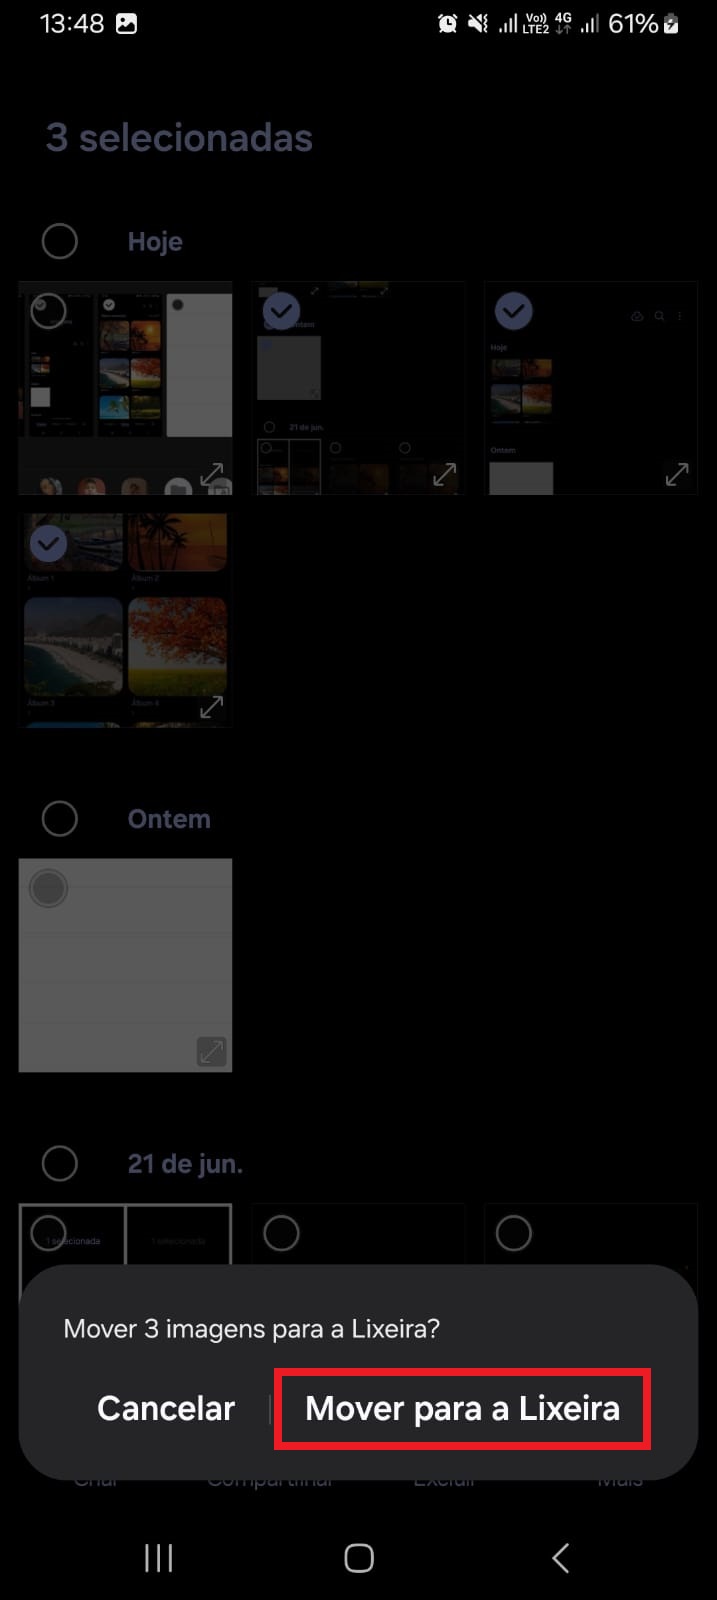 13:48
Vo)) 4G 61%
LTE2
3 selecionadas
Hoje
Ontem
21 de jun.
Hoje
Ontem
Álbum 1 Álbum 2
Álbum 3 Álbum 4
Ontem
21 de jun.
1 selecionada 1 selecionada
Mover 3 imagens para a Lixeira?
Cancelar Mover para a Lixeira
Criar Compartilhar Excluir Mais